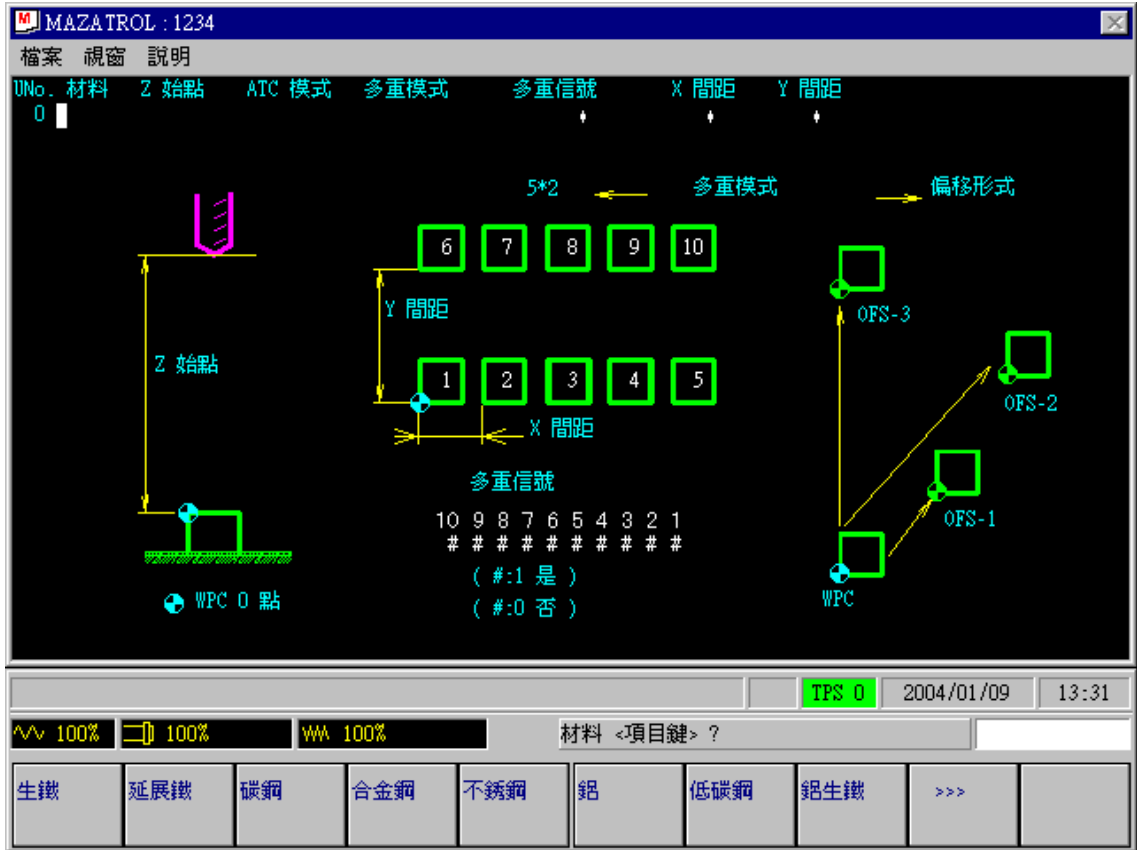 MAZATROL : 1234
檔案 視窗 說明
UNo. 材料 Z 始點 ATC 模式 多重模式 多重信號 X 間距 Y 間距
0 ♦ ♦ ♦
5*2 多重模式 偏移形式
6 7 8 9 10
Y 間距
OFS-3
Z 始點
1 2 3 4 5
OFS-2
X 間距
多重信號
10 9 8 7 6 5 4 3 2 1
# # # # # # # # # #
OFS-1
( #:1 是 )
( #:0 否 )
WPC 0 點
WPC
TPS 0 2004/01/09 13:31
100% 100% 100% 材料 <項目鍵> ?
生鐵 延展鐵 碳鋼 合金鋼 不銹鋼 鋁 低碳鋼 鋁生鐵 >>>